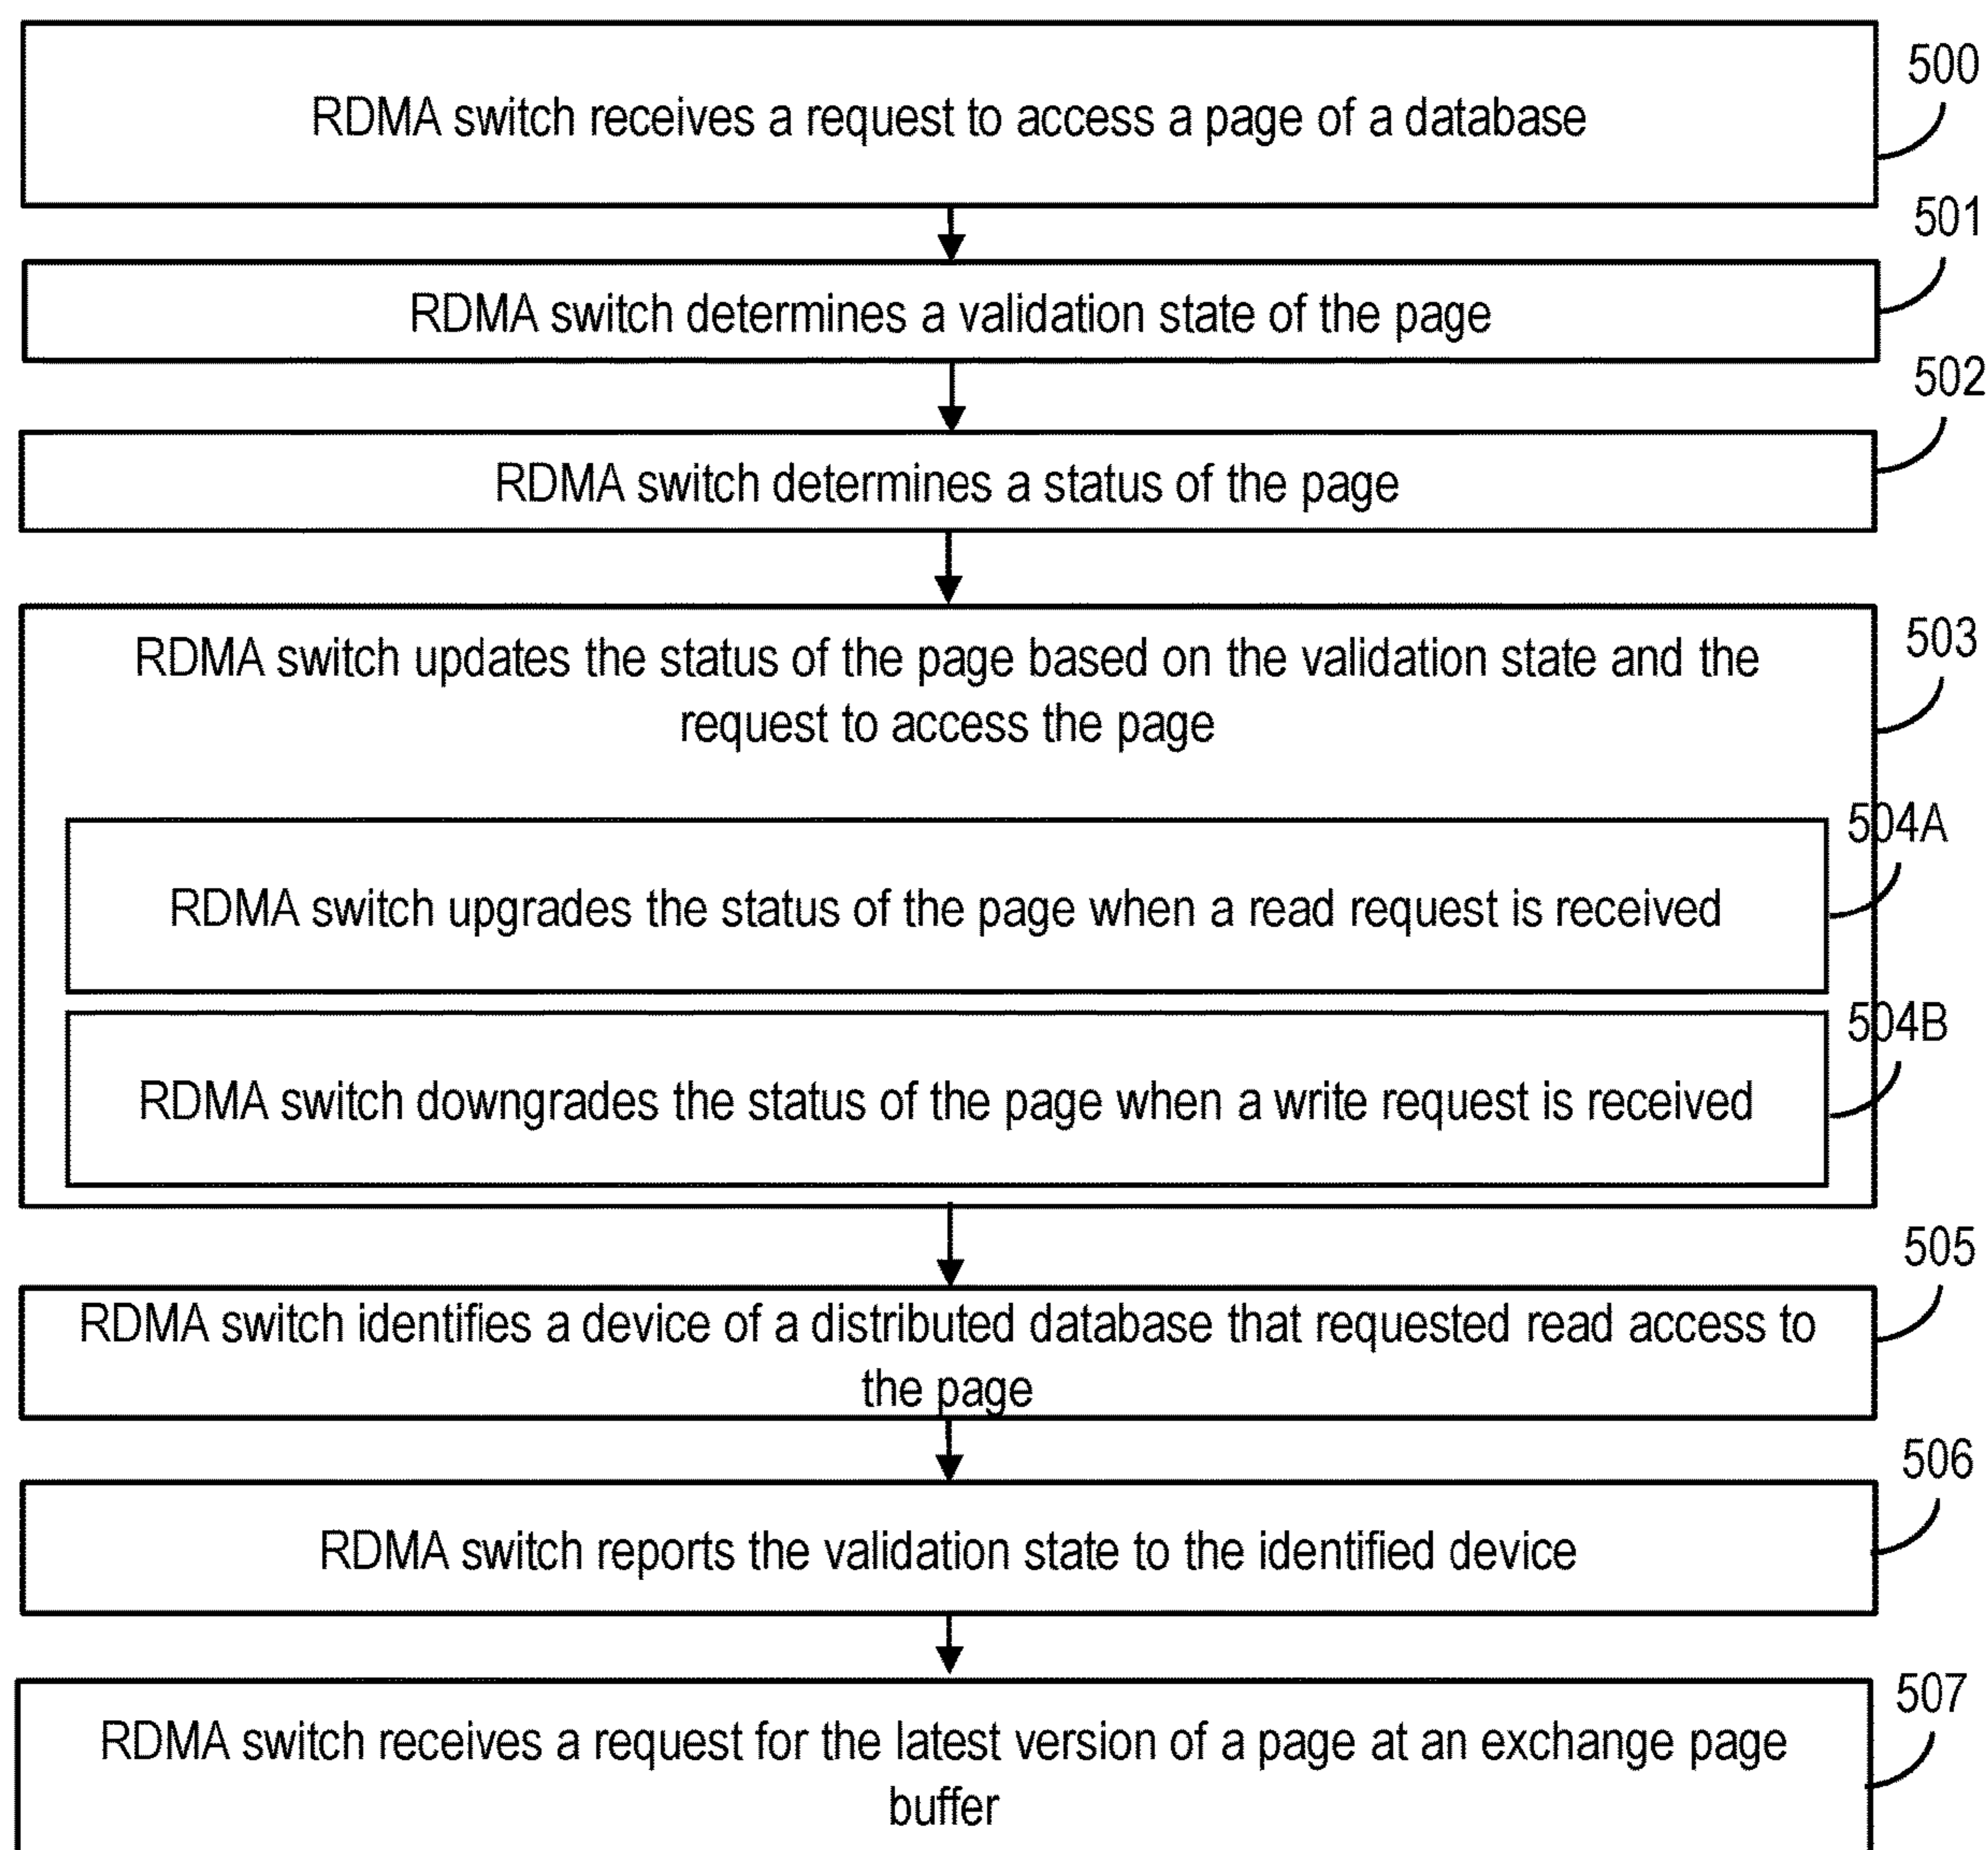 500
RDMA switch receives a request to access a page of a database
501
RDMA switch determines a validation state of the page
502
RDMA switch determines a status of the page
503
RDMA switch updates the status of the page based on the validation state and the
request to access the page
504A
RDMA switch upgrades the status of the page when a read request is received
504B
RDMA switch downgrades the status of the page when a write request is received
505
RDMA switch identifies a device of a distributed database that requested read access to
the page
506
RDMA switch reports the validation state to the identified device
507
RDMA switch receives a request for the latest version of a page at an exchange page
buffer